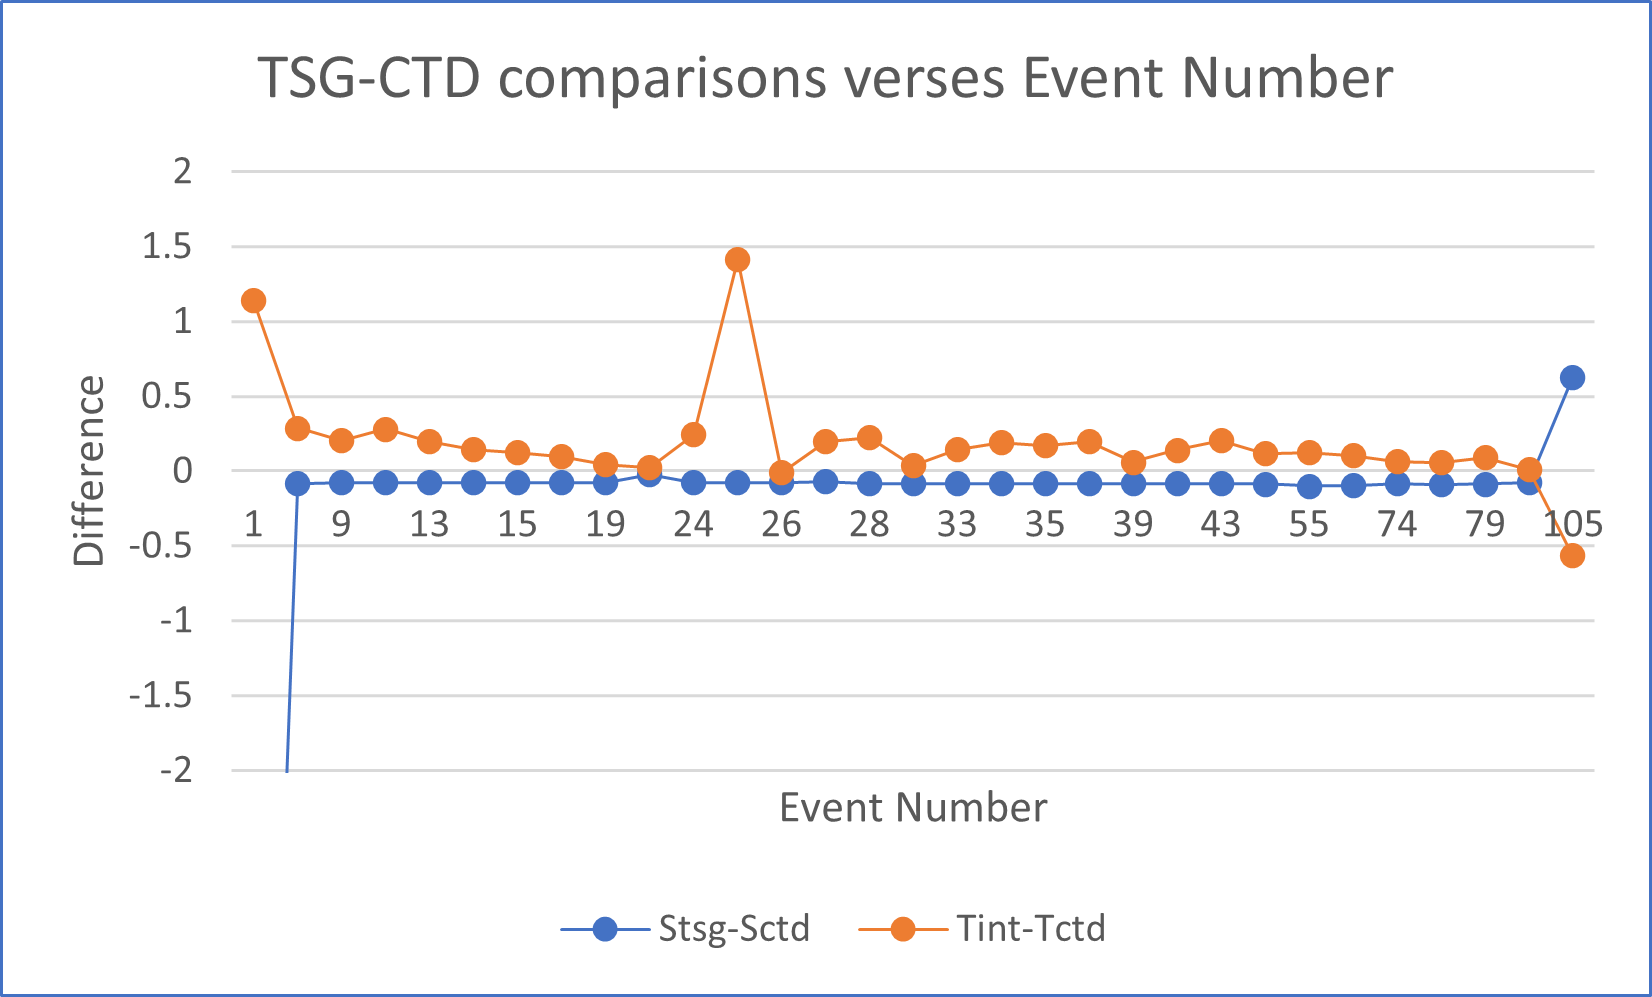 TSG-CTD comparisons verses Event Number
2
1.5
1
0.5
0
-0.5
-1
-1.5
-2
Difference
1 9 13 15 19 24 26 28 33 35 39 43 55 74 79 105
Event Number
Stsg-Sctd Tint-Tctd